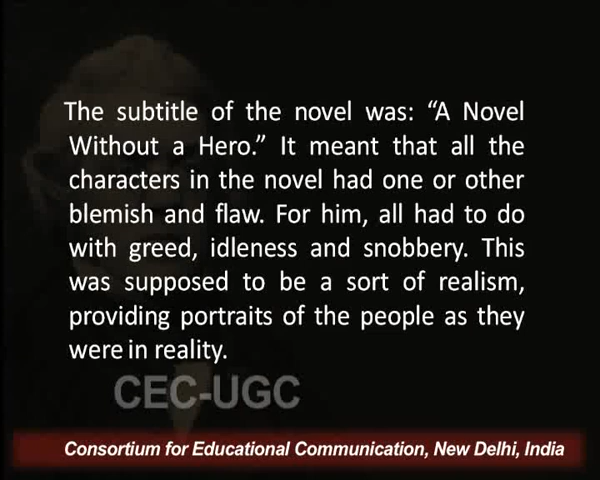 The subtitle of the novel was: “A Novel
Without a Hero.” It meant that all the
characters in the novel had one or other
blemish and flaw. For him, all had to do
with greed, idleness and snobbery. This
was supposed to be a sort of realism,
providing portraits of the people as they
were in reality.
CEC-UGC
Consortium for Educational Communication, New Delhi, India